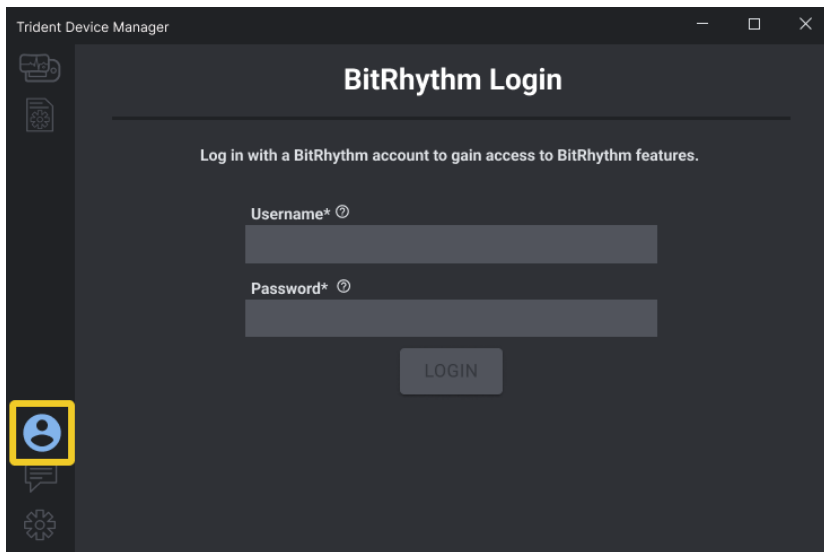 Trident Device Manager
BitRhythm Login
Log in with a BitRhythm account to gain access to BitRhythm features.
Username*
Password*
LOGIN